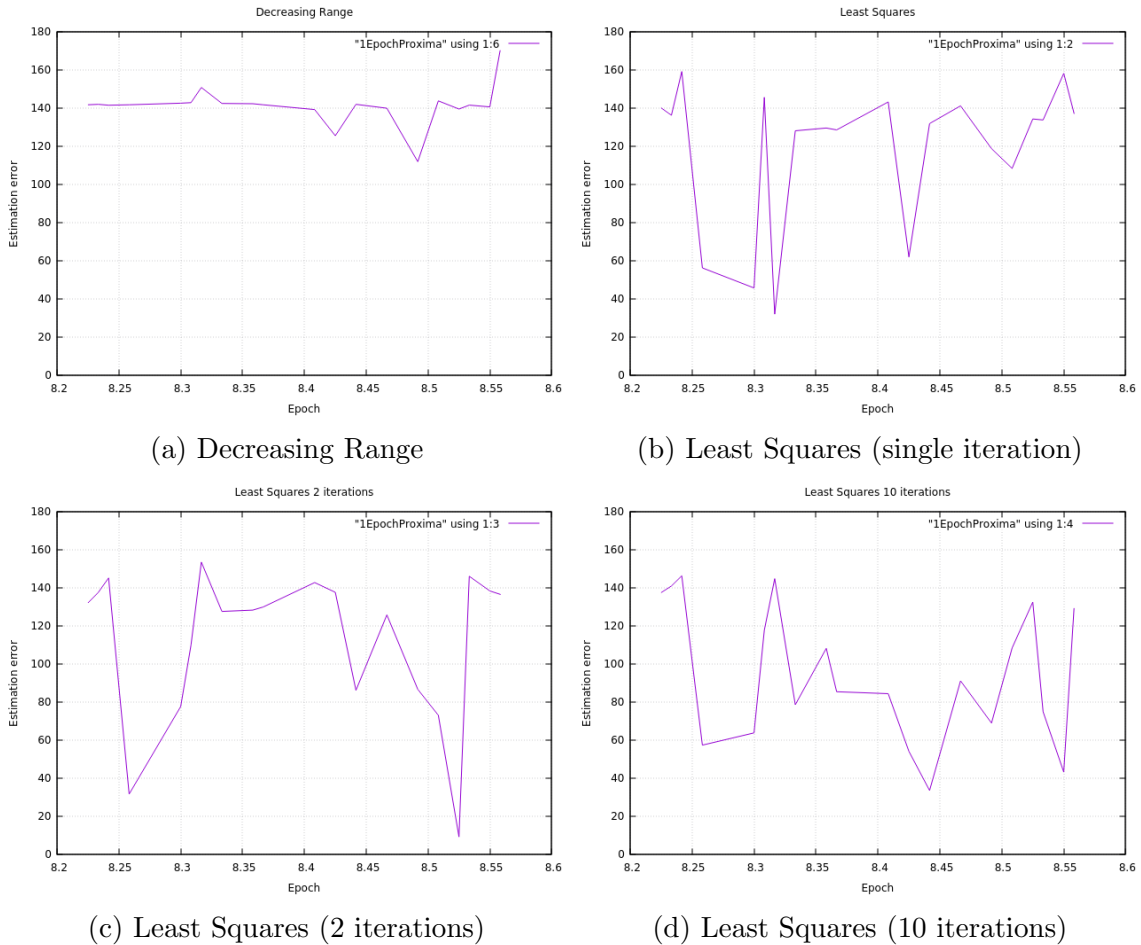 Decreasing Range
"1EpochProxima" using 1:6
180
160
140
120
100
80
60
40
20
0
Estimation error
8.2 8.25 8.3 8.35 8.4 8.45 8.5 8.55 8.6
Epoch
(a) Decreasing Range
Least Squares
"1EpochProxima" using 1:2
180
160
140
120
100
80
60
40
20
0
Estimation error
8.2 8.25 8.3 8.35 8.4 8.45 8.5 8.55 8.6
Epoch
(b) Least Squares (single iteration)
Least Squares 2 iterations
"1EpochProxima" using 1:3
180
160
140
120
100
80
60
40
20
0
Estimation error
8.2 8.25 8.3 8.35 8.4 8.45 8.5 8.55 8.6
Epoch
(c) Least Squares (2 iterations)
Least Squares 10 iterations
"1EpochProxima" using 1:4
180
160
140
120
100
80
60
40
20
0
Estimation error
8.2 8.25 8.3 8.35 8.4 8.45 8.5 8.55 8.6
Epoch
(d) Least Squares (10 iterations)